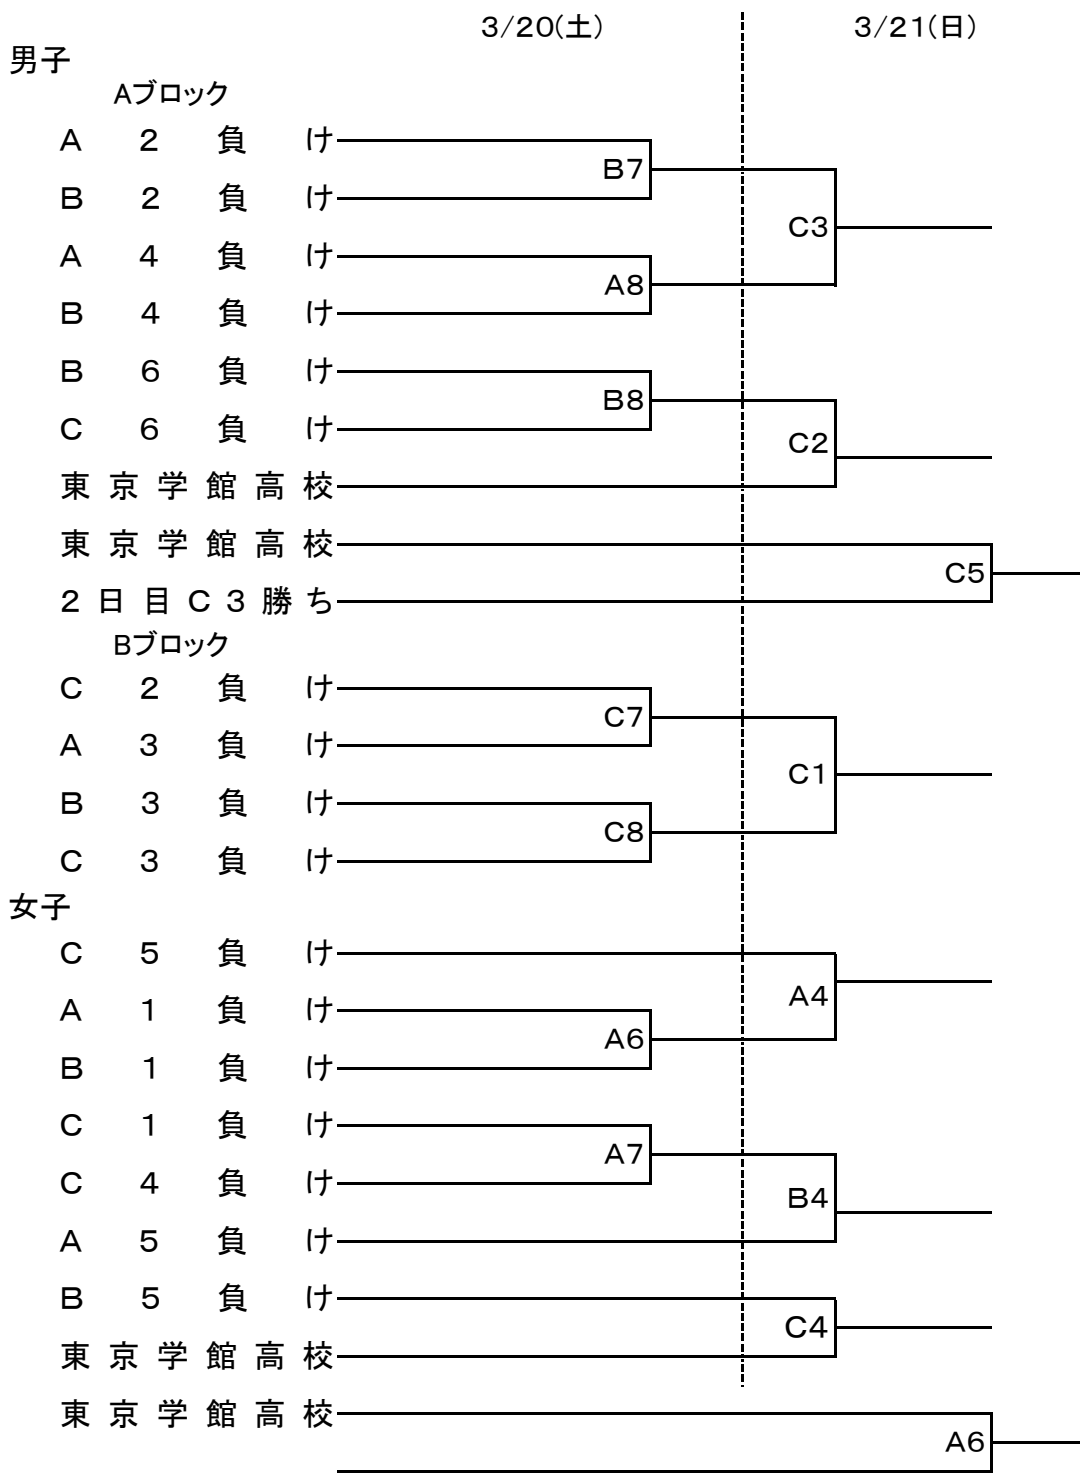 3/20(土) 3/21(日)
男子
Aブロック
A 2 負 け
B7
B 2 負 け
C3
A 4 負 け
A8
B 4 負 け
B 6 負 け
B8
C 6 負 け
C2
東 京 学 館 高 校
東 京 学 館 高 校
C5
2 日 目 C 3 勝 ち
Bブロック
C 2 負 け
C7
A 3 負 け
C1
B 3 負 け
C8
C 3 負 け
女子
C 5 負 け
A4
A 1 負 け
A6
B 1 負 け
C 1 負 け
A7
C 4 負 け
B4
A 5 負 け
B 5 負 け
C4
東 京 学 館 高 校
東 京 学 館 高 校
A6